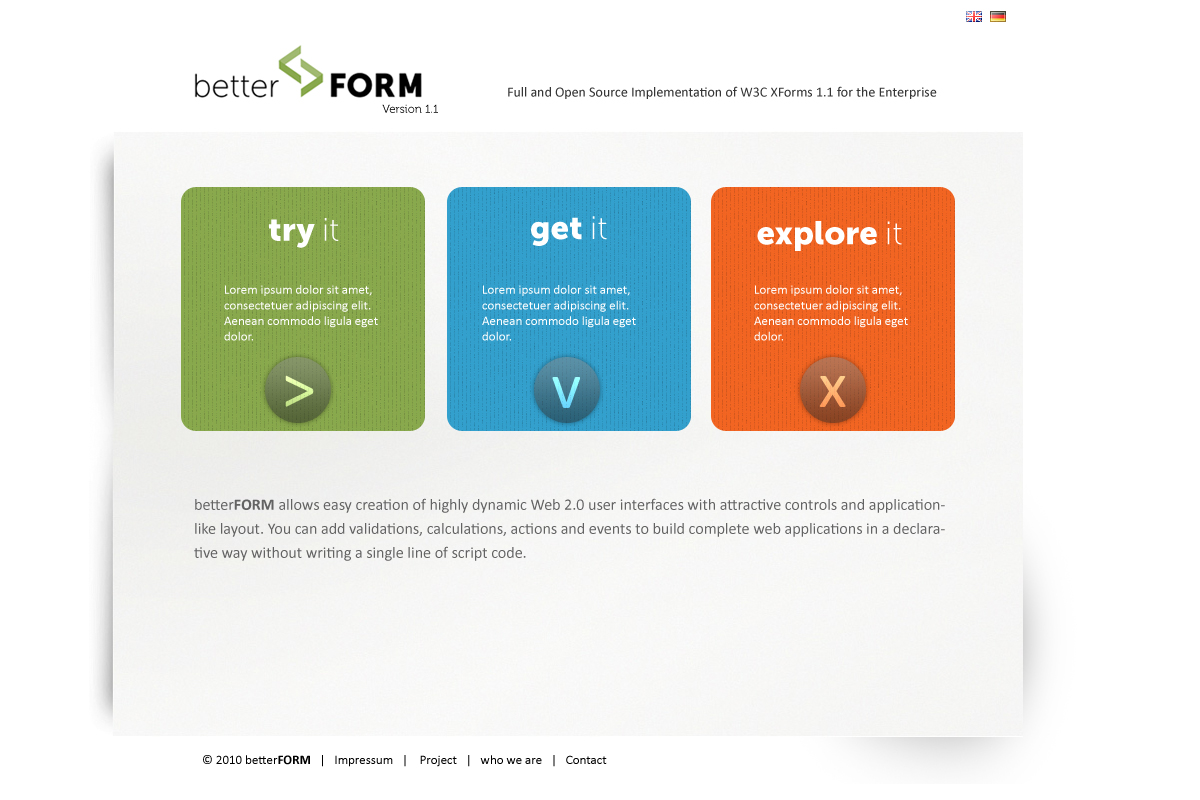 better FORM
Version 1.1
Full and Open Source Implementation of W3C XForms 1.1 for the Enterprise
try it
Lorem ipsum dolor sit amet,
consectetuer adipiscing elit.
Aenean commodo ligula eget
dolor.
>
get it
Lorem ipsum dolor sit amet,
consectetuer adipiscing elit.
Aenean commodo ligula eget
dolor.
V
explore it
Lorem ipsum dolor sit amet,
consectetuer adipiscing elit.
Aenean commodo ligula eget
dolor.
X
betterFORM allows easy creation of highly dynamic Web 2.0 user interfaces with attractive controls and application-
like layout. You can add validations, calculations, actions and events to build complete web applications in a declara-
tive way without writing a single line of script code.
© 2010 betterFORM | Impressum | Project | who we are | Contact